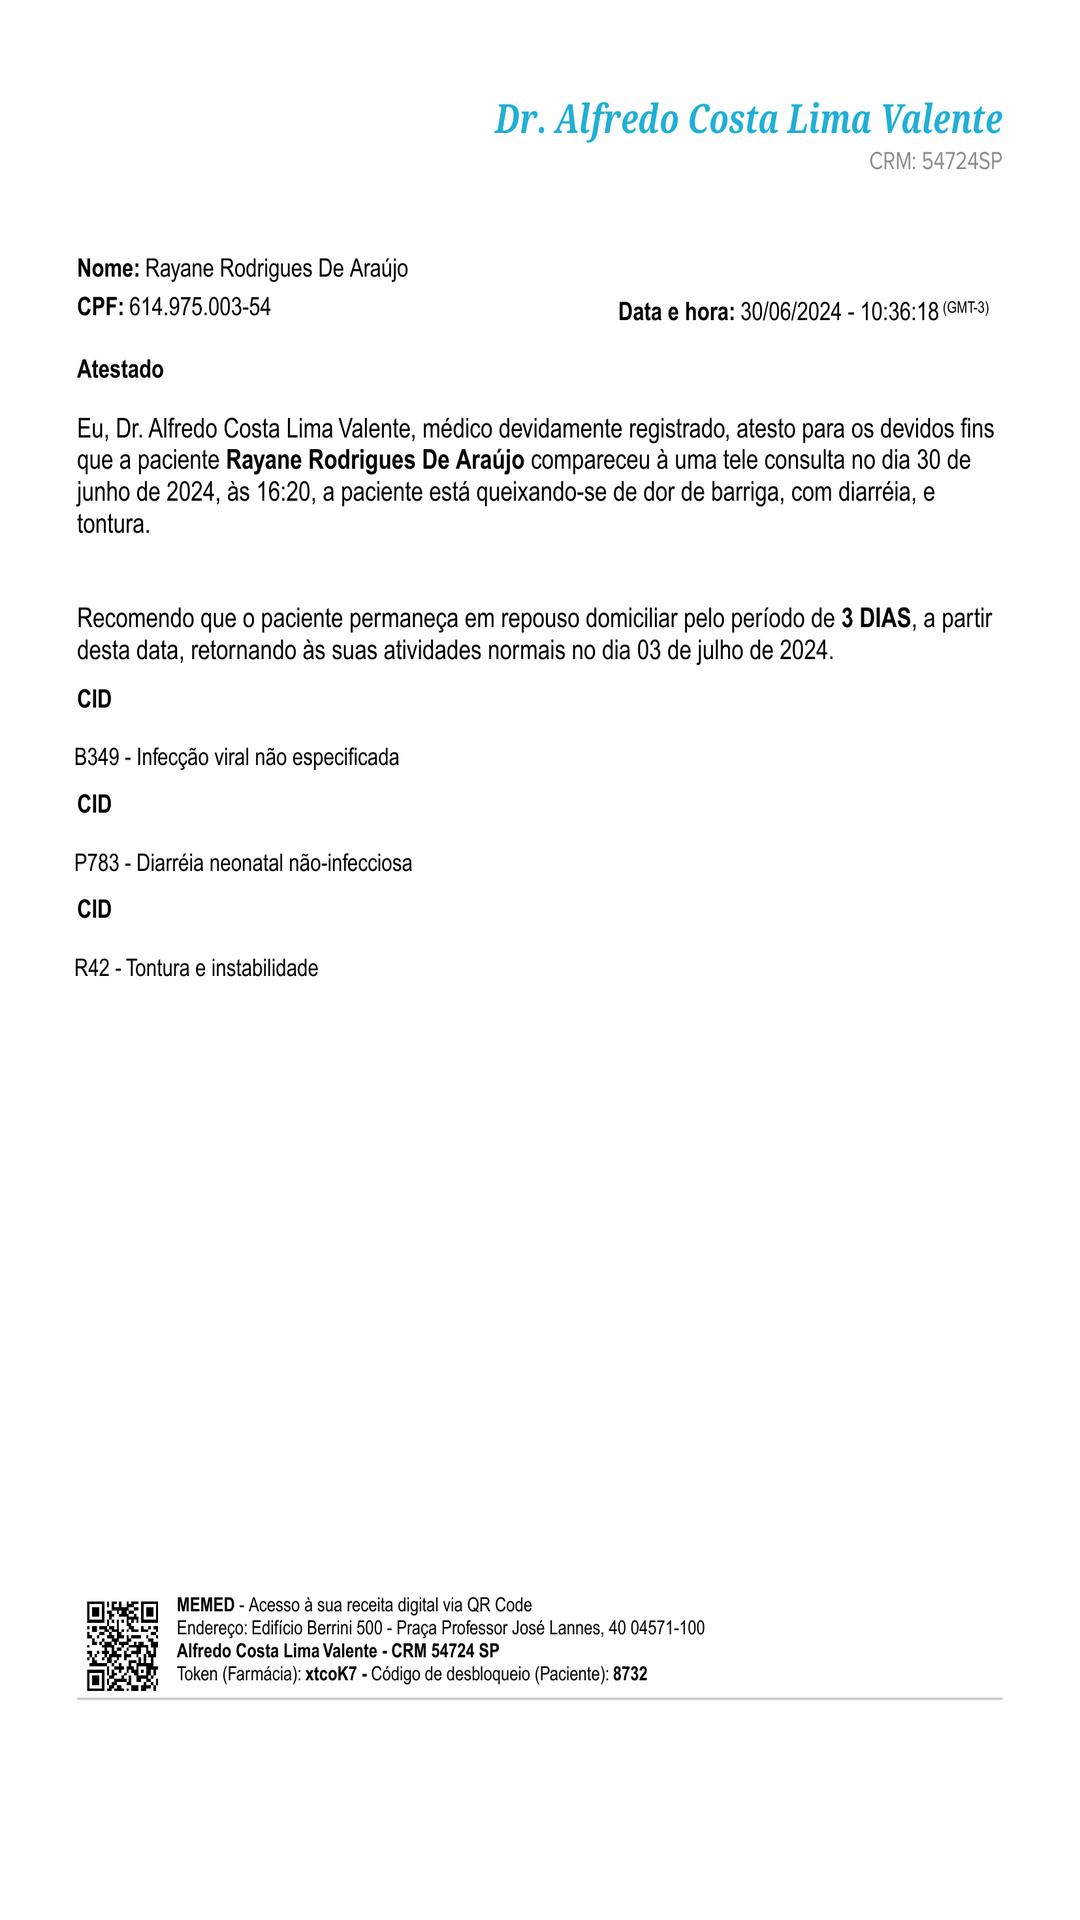 Dr. Alfredo Costa Lima Valente
CRM: 54724SP
Nome: Rayane Rodrigues De Araújo
CPF: 614.975.003-54
Data e hora: 30/06/2024 - 10:36:18 (GMT-3)
Atestado
Eu, Dr. Alfredo Costa Lima Valente, médico devidamente registrado, atesto para os devidos fins
que a paciente Rayane Rodrigues De Araújo compareceu à uma tele consulta no dia 30 de
junho de 2024, às 16:20, a paciente está queixando-se de dor de barriga, com diarréia, e
tontura.
Recomendo que o paciente permaneça em repouso domiciliar pelo período de 3 DIAS, a partir
desta data, retornando às suas atividades normais no dia 03 de julho de 2024.
CID
B349 - Infecção viral não especificada
CID
P783 - Diarréia neonatal não-infecciosa
CID
R42 - Tontura e instabilidade
MEMED - Acesso à sua receita digital via QR Code
Endereço: Edifício Berrini 500 - Praça Professor José Lannes, 40 04571-100
Alfredo Costa Lima Valente - CRM 54724 SP
Token (Farmácia): xtcoK7 - Código de desbloqueio (Paciente): 8732